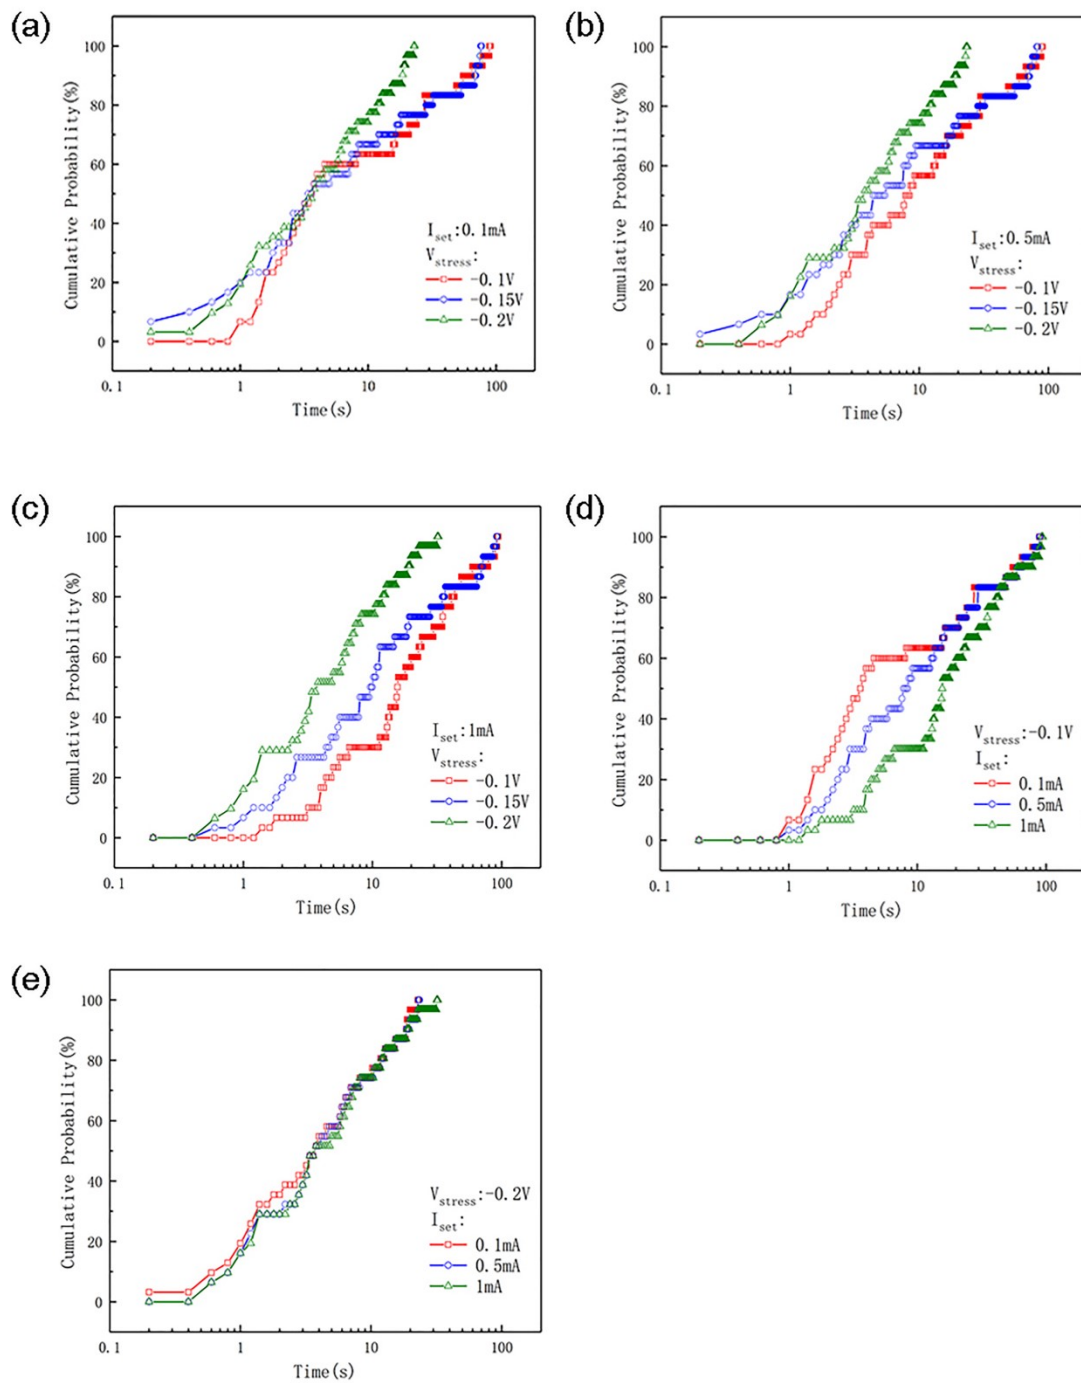 (a)
Cumulative Probability(%)
100
80
60
40
20
0
0.1
1
10
100
Time(s)
I_set:0.1mA
V_stress:
-0.1V
-0.15V
-0.2V
(b)
Cumulative Probability(%)
100
80
60
40
20
0
0.1
1
10
100
Time(s)
I_set:0.5mA
V_stress:
-0.1V
-0.15V
-0.2V
(c)
Cumulative Probability(%)
100
80
60
40
20
0
0.1
1
10
100
Time(s)
I_set:1mA
V_stress:
-0.1V
-0.15V
-0.2V
(d)
Cumulative Probability(%)
100
80
60
40
20
0
0.1
1
10
100
Time(s)
V_stress:-0.1V
I_set:
0.1mA
0.5mA
1mA
(e)
Cumulative Probability(%)
100
80
60
40
20
0
0.1
1
10
100
Time(s)
V_stress:-0.2V
I_set:
0.1mA
0.5mA
1mA